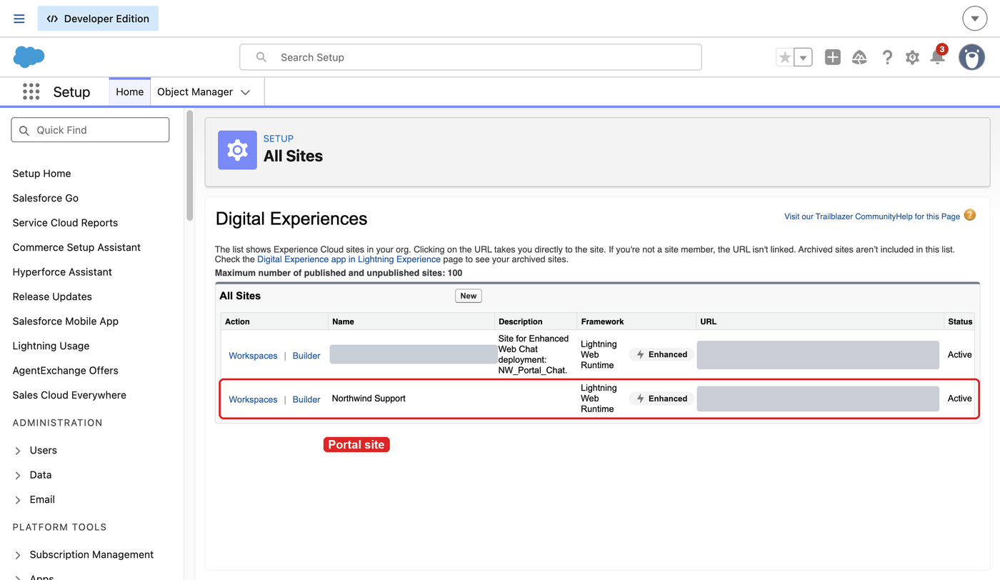 Developer Edition
Search Setup
3
Setup
Home
Object Manager
Quick Find
Setup Home
Salesforce Go
Service Cloud Reports
Commerce Setup Assistant
Hyperforce Assistant
Release Updates
Salesforce Mobile App
Lightning Usage
AgentExchange Offers
Sales Cloud Everywhere
ADMINISTRATION
Users
Data
Email
PLATFORM TOOLS
Subscription Management
Apps
SETUP
All Sites
Digital Experiences
Visit our Trailblazer Community Help for this Page ?
The list shows Experience Cloud sites in your org. Clicking on the URL takes you directly to the site. If you're not a site member, the URL isn't linked. Archived sites aren't included in this list.
Check the Digital Experience app in Lightning Experience page to see your archived sites.
Maximum number of published and unpublished sites: 100
All Sites
New
Action Name Description Framework URL Status
Workspaces | Builder
Site for Enhanced
Web Chat
deployment:
NW_Portal_Chat.
Lightning
Web
Runtime
Enhanced
Active
Workspaces | Builder
Northwind Support
Lightning
Web
Runtime
Enhanced
Active
Portal site